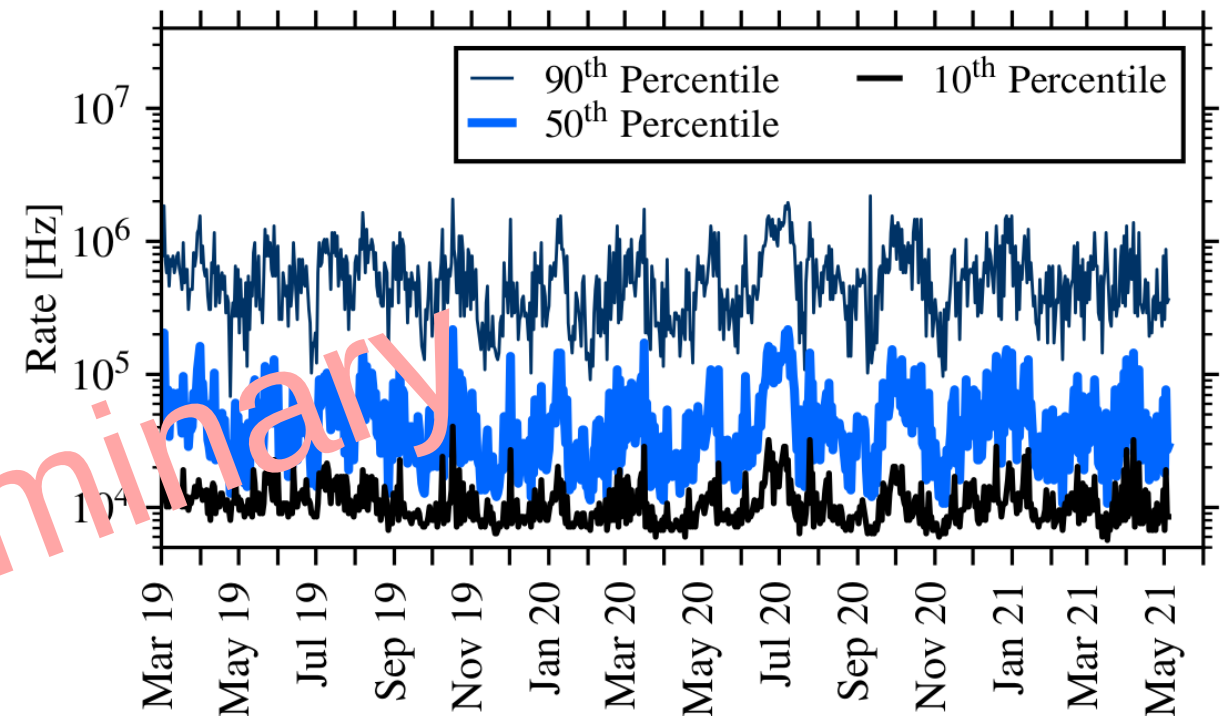 90th Percentile
10th Percentile
50th Percentile
Rate [Hz]
10^7
10^6
10^5
10^4
minary
Mar 19
May 19
Jul 19
Sep 19
Nov 19
Jan 20
Mar 20
May 20
Jul 20
Sep 20
Nov 20
Jan 21
Mar 21
May 21